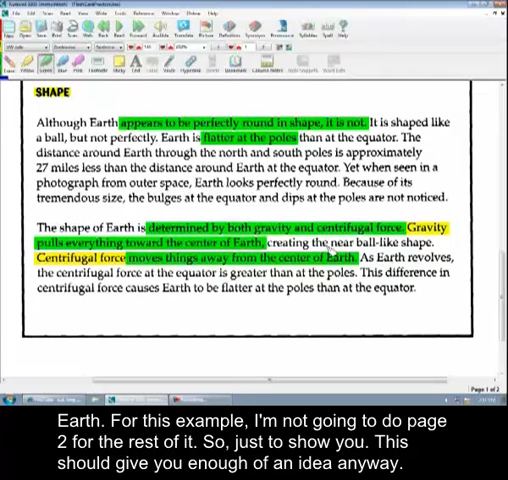 SHAPE
Although Earth appears to be perfectly round in shape, it is not. It is shaped like
a ball, but not perfectly. Earth is flatter at the poles than at the equator. The
distance around Earth through the north and south poles is approximately
27 miles less than the distance around Earth at the equator. Yet when seen in a
photograph from outer space, Earth looks perfectly round. Because of its
tremendous size, the bulges at the equator and dips at the poles are not noticed.
The shape of Earth is determined by both gravity and centrifugal force. Gravity
pulls everything toward the center of Earth, creating the near ball-like shape.
Centrifugal force moves things away from the center of Earth. As Earth revolves,
the centrifugal force at the equator is greater than at the poles. This difference in
centrifugal force causes Earth to be flatter at the poles than at the equator.
Page 1 of 2
Earth. For this example, I'm not going to do page
2 for the rest of it. So, just to show you. This
should give you enough of an idea anyway.